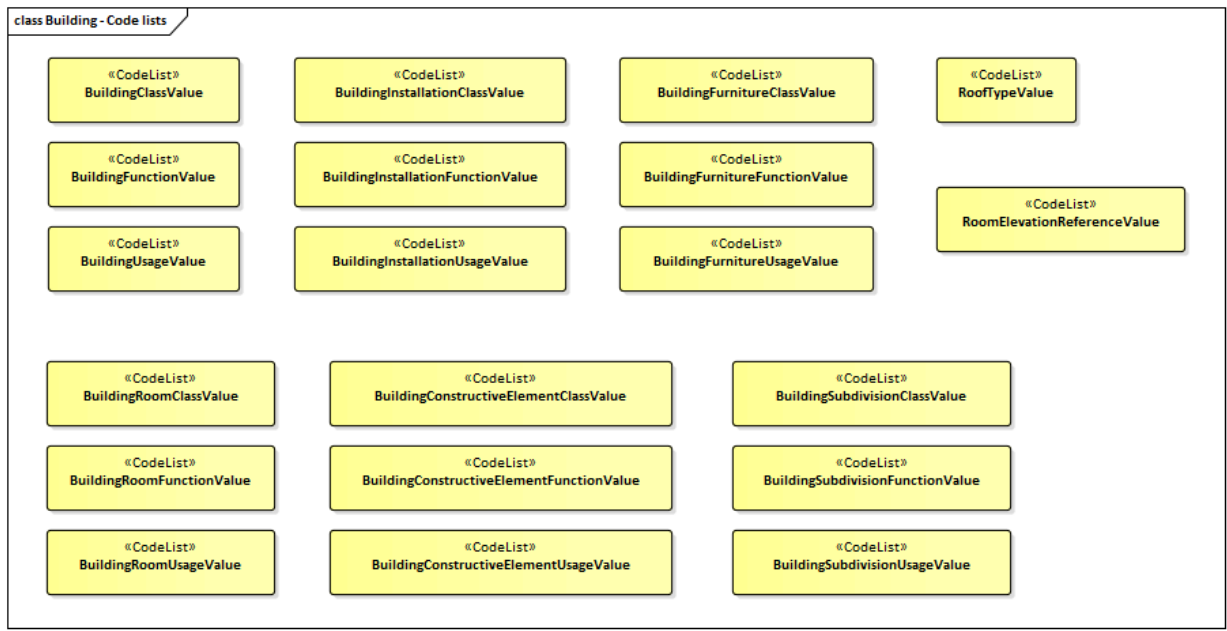 class Building - Code lists
«CodeList»
BuildingClassValue
«CodeList»
BuildingInstallationClassValue
«CodeList»
BuildingFurnitureClassValue
«CodeList»
RoofTypeValue
«CodeList»
BuildingFunctionValue
«CodeList»
BuildingInstallationFunctionValue
«CodeList»
BuildingFurnitureFunctionValue
«CodeList»
RoomElevationReferenceValue
«CodeList»
BuildingUsageValue
«CodeList»
BuildingInstallationUsageValue
«CodeList»
BuildingFurnitureUsageValue
«CodeList»
BuildingRoomClassValue
«CodeList»
BuildingConstructiveElementClassValue
«CodeList»
BuildingSubdivisionClassValue
«CodeList»
BuildingRoomFunctionValue
«CodeList»
BuildingConstructiveElementFunctionValue
«CodeList»
BuildingSubdivisionFunctionValue
«CodeList»
BuildingRoomUsageValue
«CodeList»
BuildingConstructiveElementUsageValue
«CodeList»
BuildingSubdivisionUsageValue